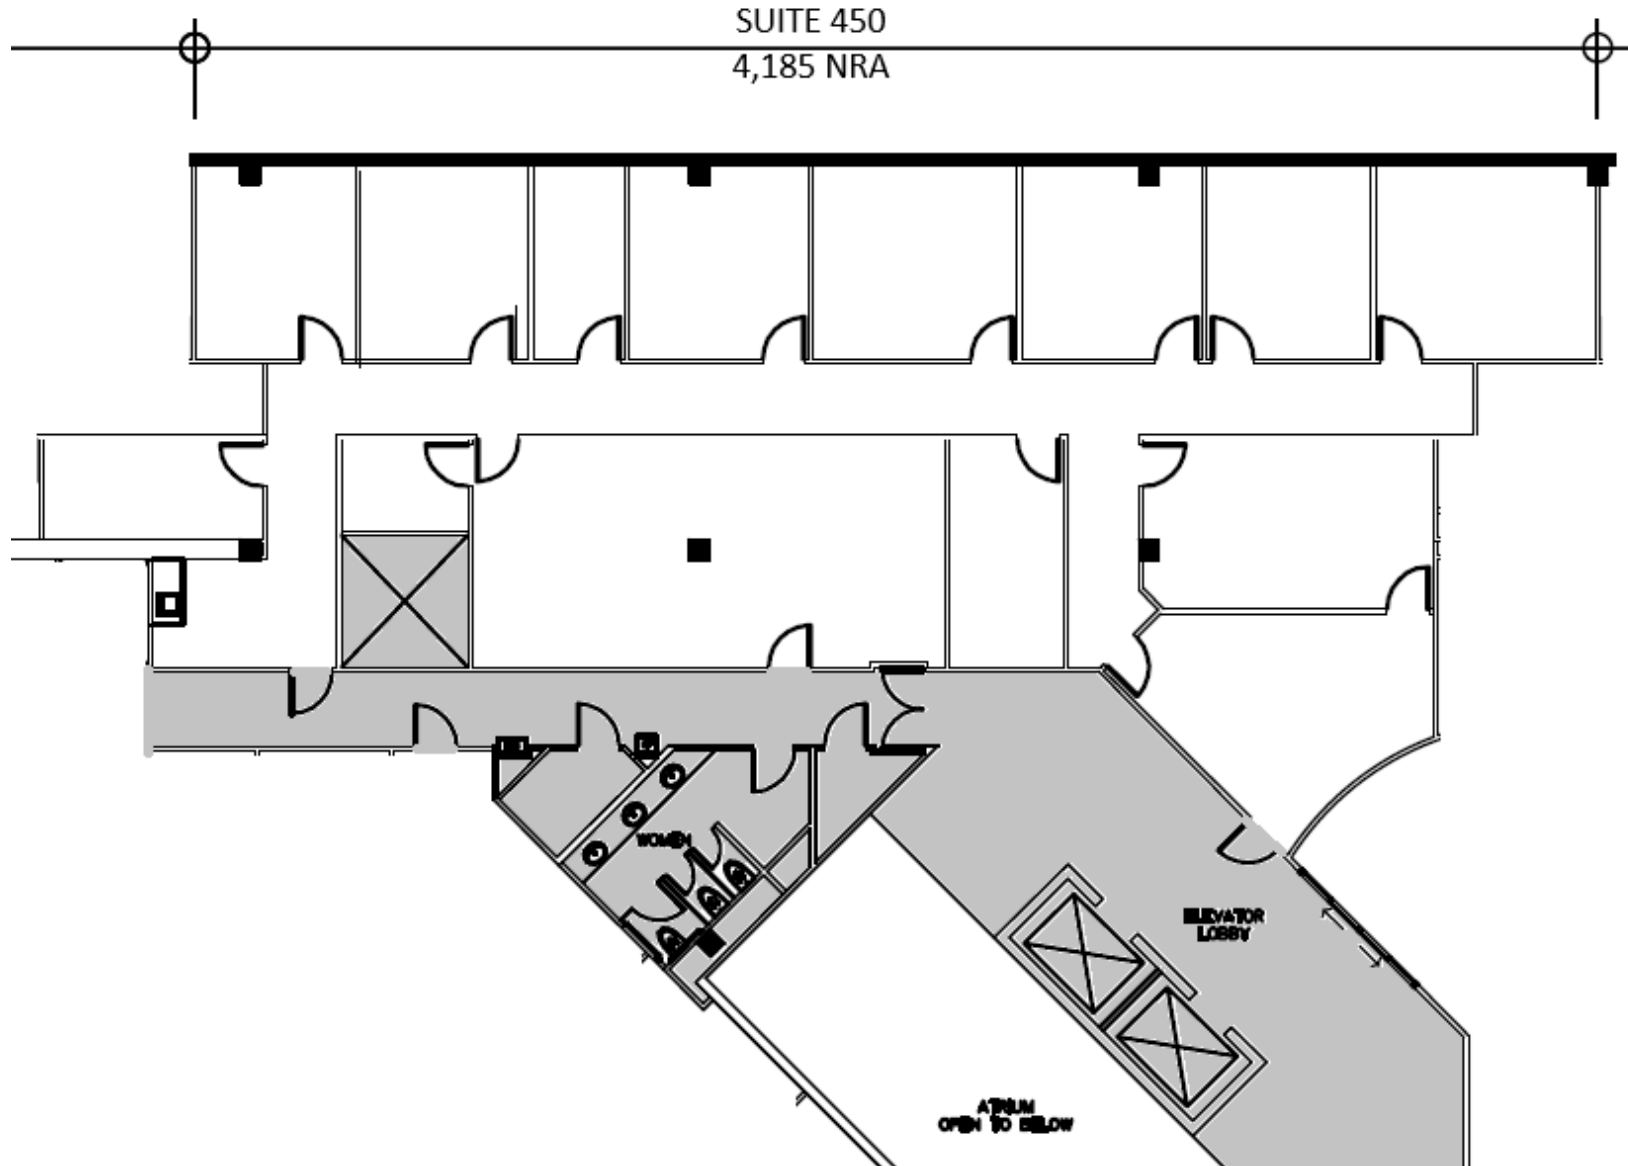 SUITE 450
4,185 NRA
WOMEN
ELEVATOR
LOBBY
ATRIUM
OPEN TO BELOW